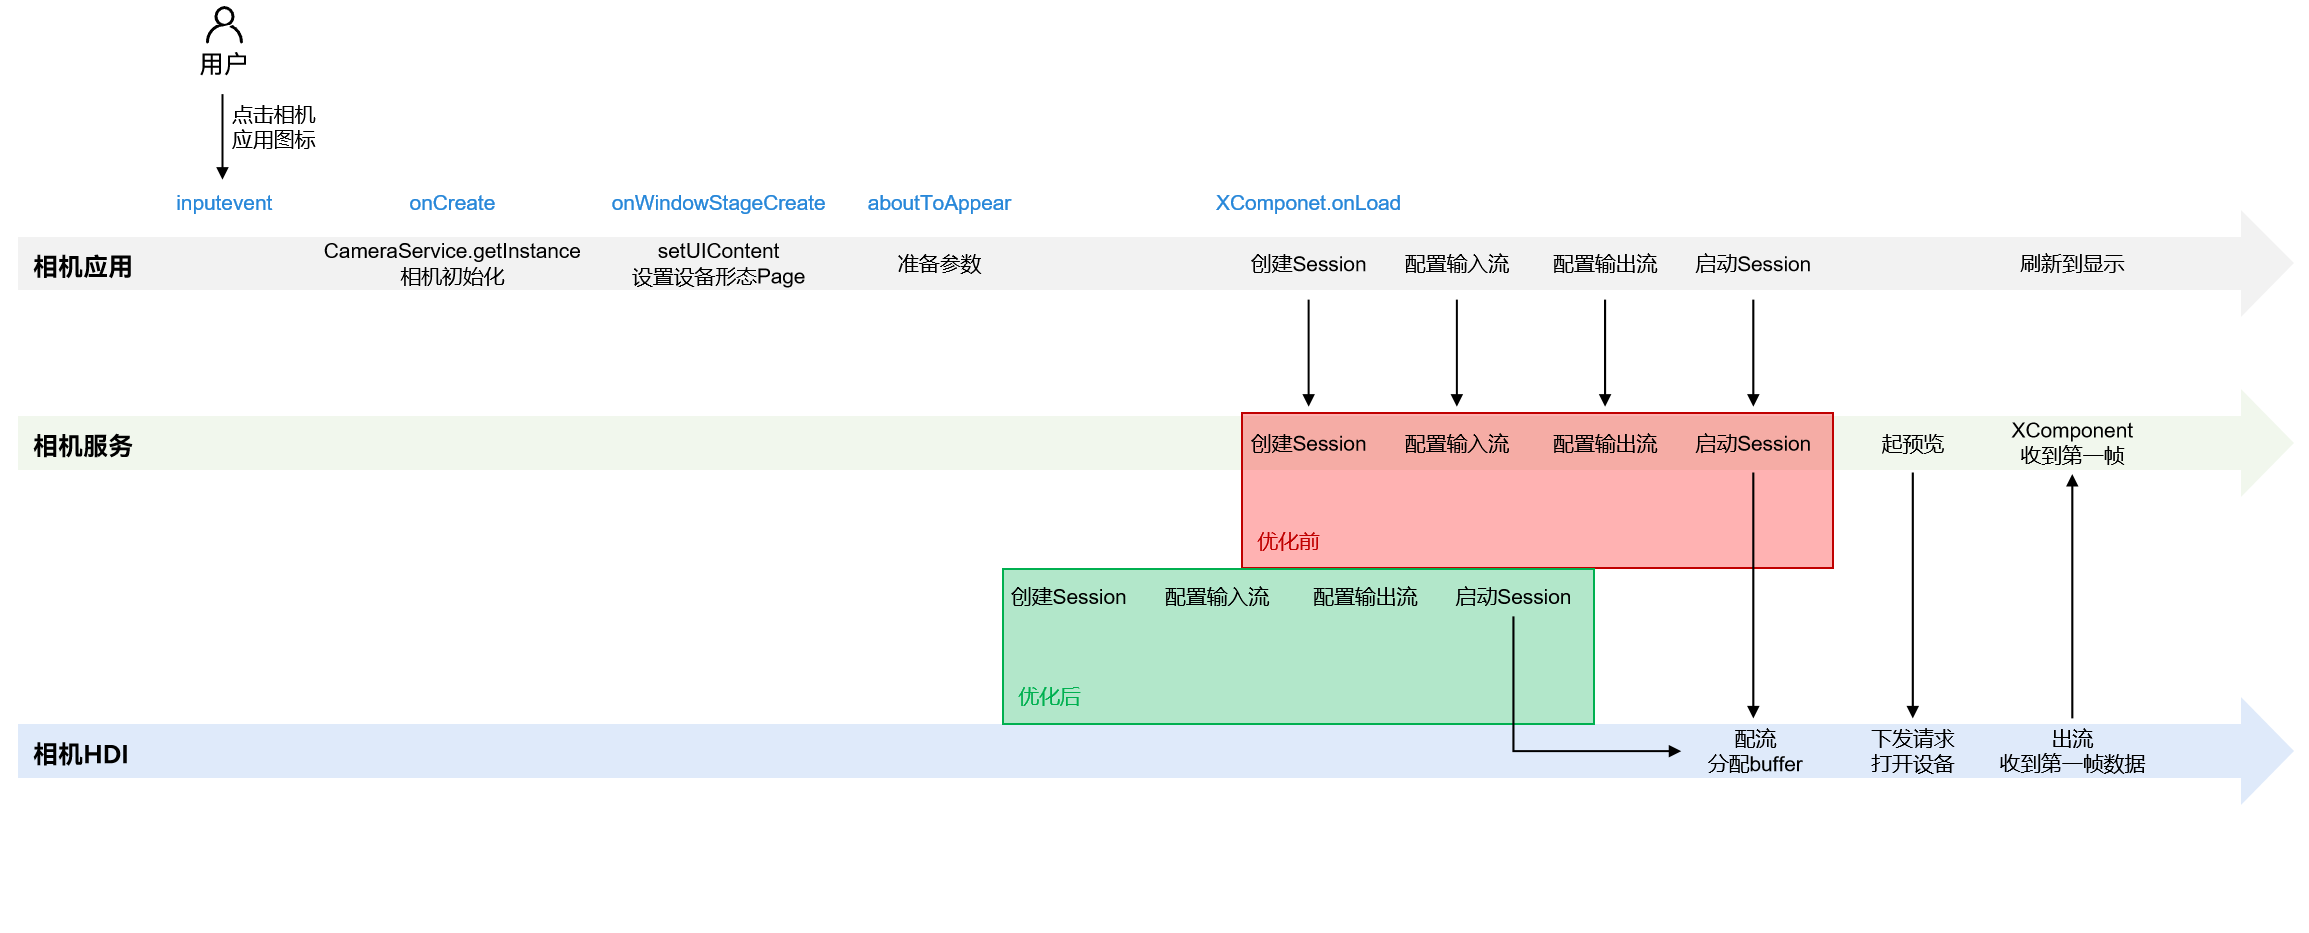 用户
点击相机
应用图标
inputevent
onCreate
onWindowStageCreate
aboutToAppear
XComponet.onLoad
相机应用
CameraService.getInstance
相机初始化
setUIContent
设置设备形态Page
准备参数
创建Session
配置输入流
配置输出流
启动Session
刷新到显示
相机服务
创建Session
配置输入流
配置输出流
启动Session
起预览
XComponent
收到第一帧
优化前
创建Session
配置输入流
配置输出流
启动Session
优化后
相机HDI
配流
分配buffer
下发请求
打开设备
出流
收到第一帧数据